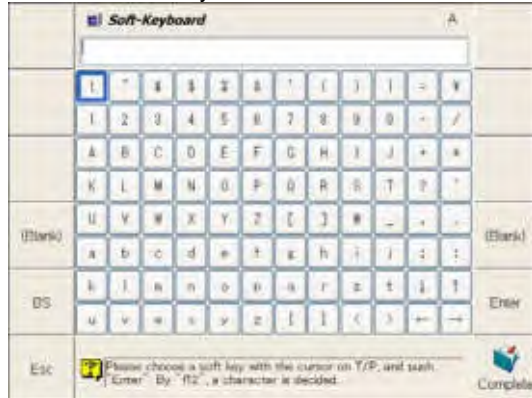 Soft-Keyboard A
1 2 3 4 5 6 7 8 9 0 - /
A B C D E F G H I J + *
K L M N O P Q R S T ?
U V W X Y Z [ ] # _ , .
(Blank) (Blank)
a b c d e f g h i j : ;
k l m n o p q r s t
BS Enter
u v w x y z { } < > ← →
Esc Please choose a soft key with the cursor on T/P, and push
"Enter" By "f12", a character is decided.
Complete